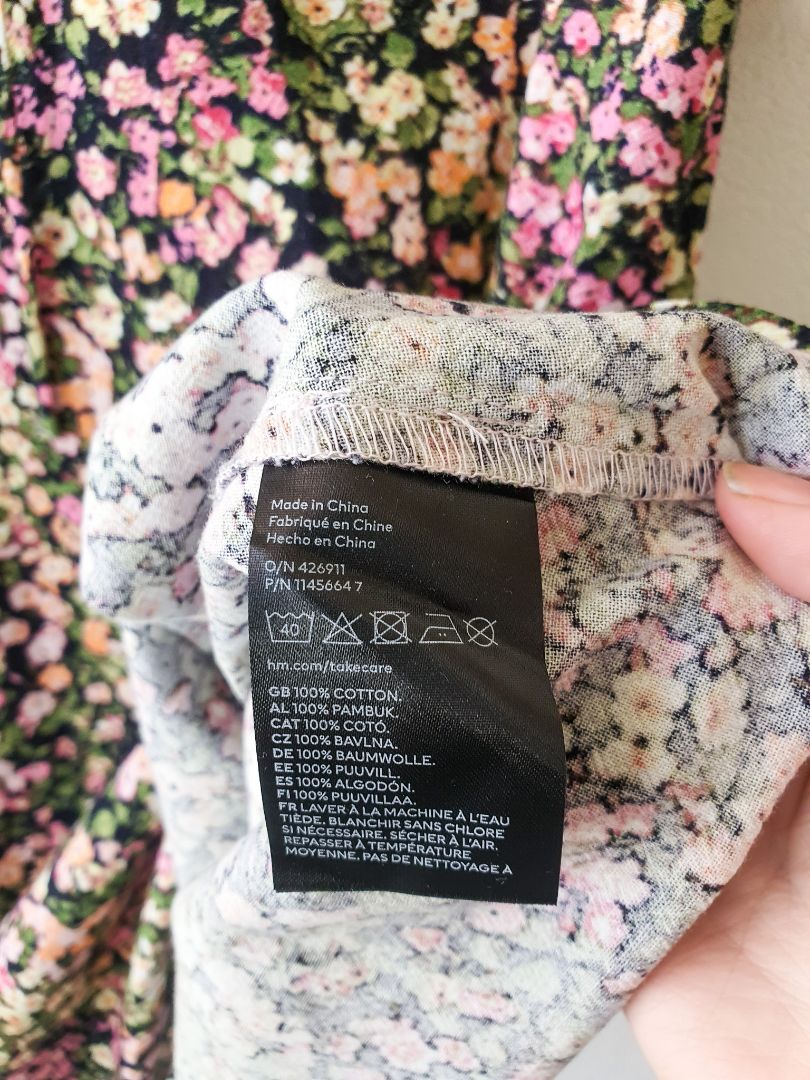 Made in China
Fabriqué en Chine
Hecho en China
O/N 426911
P/N 1145664 7
40
hm.com/takecare
GB 100% COTTON.
AL 100% PAMBUK.
CAT 100% COTÓ.
CZ 100% BAVLNA.
DE 100% BAUMWOLLE.
EE 100% PUUVILL.
ES 100% ALGODÓN.
FI 100% PUUVILLAA.
FR LAVER À LA MACHINE À L'EAU
TIÈDE. BLANCHIR SANS CHLORE
SI NÉCESSAIRE. SÉCHER À L'AIR.
REPASSER À TEMPÉRATURE
MOYENNE. PAS DE NETTOYAGE À